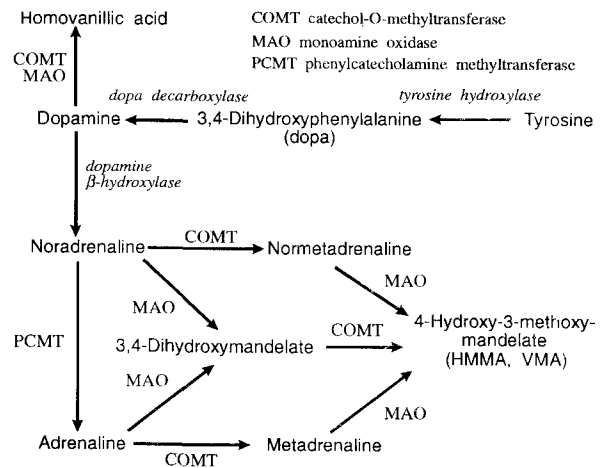 Homovanillic acid
COMT catechol-O-methyltransferase
MAO monoamine oxidase
PCMT phenylcatecholamine methyltransferase
COMT
MAO
dopa decarboxylase
tyrosine hydroxylase
Dopamine
3,4-Dihydroxyphenylalanine
(dopa)
Tyrosine
dopamine
β-hydroxylase
Noradrenaline
COMT
Normetadrenaline
MAO
MAO
PCMT
3,4-Dihydroxymandelate
COMT
4-Hydroxy-3-methoxy-
mandelate
(HMMA, VMA)
MAO
MAO
Adrenaline
COMT
Metadrenaline